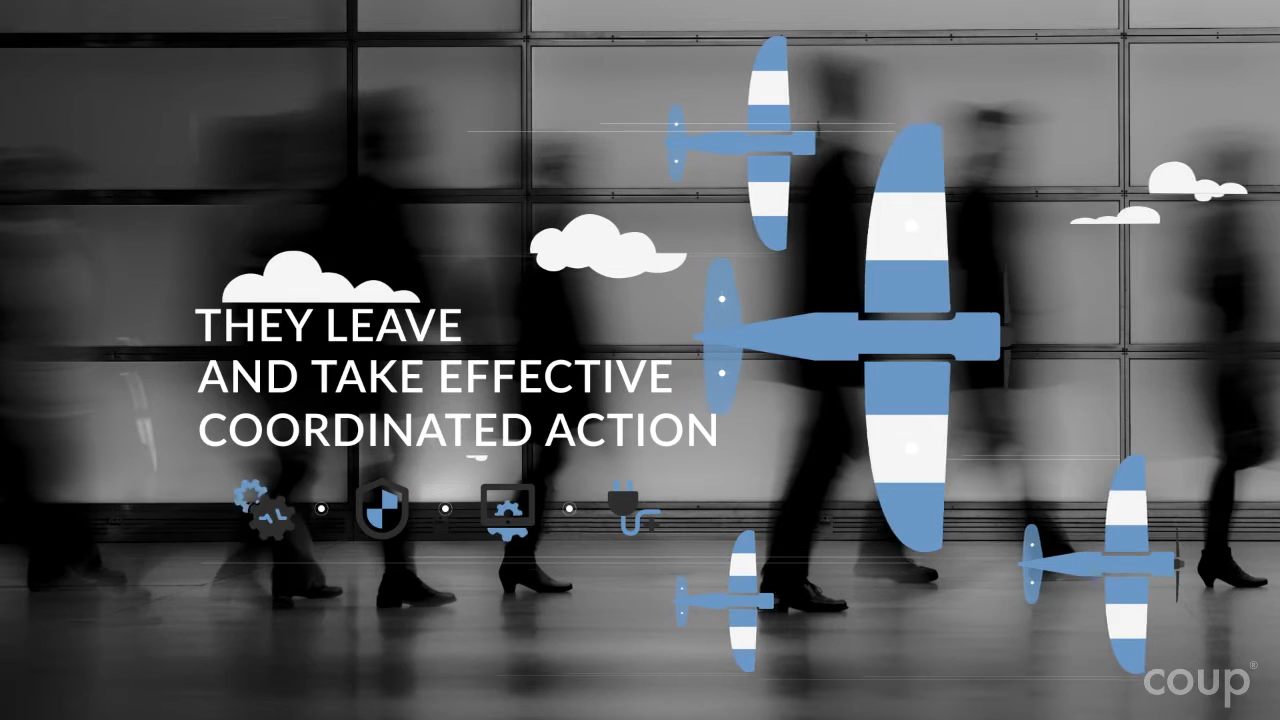 THEY LEAVE
AND TAKE EFFECTIVE
COORDINATED ACTION
coup®